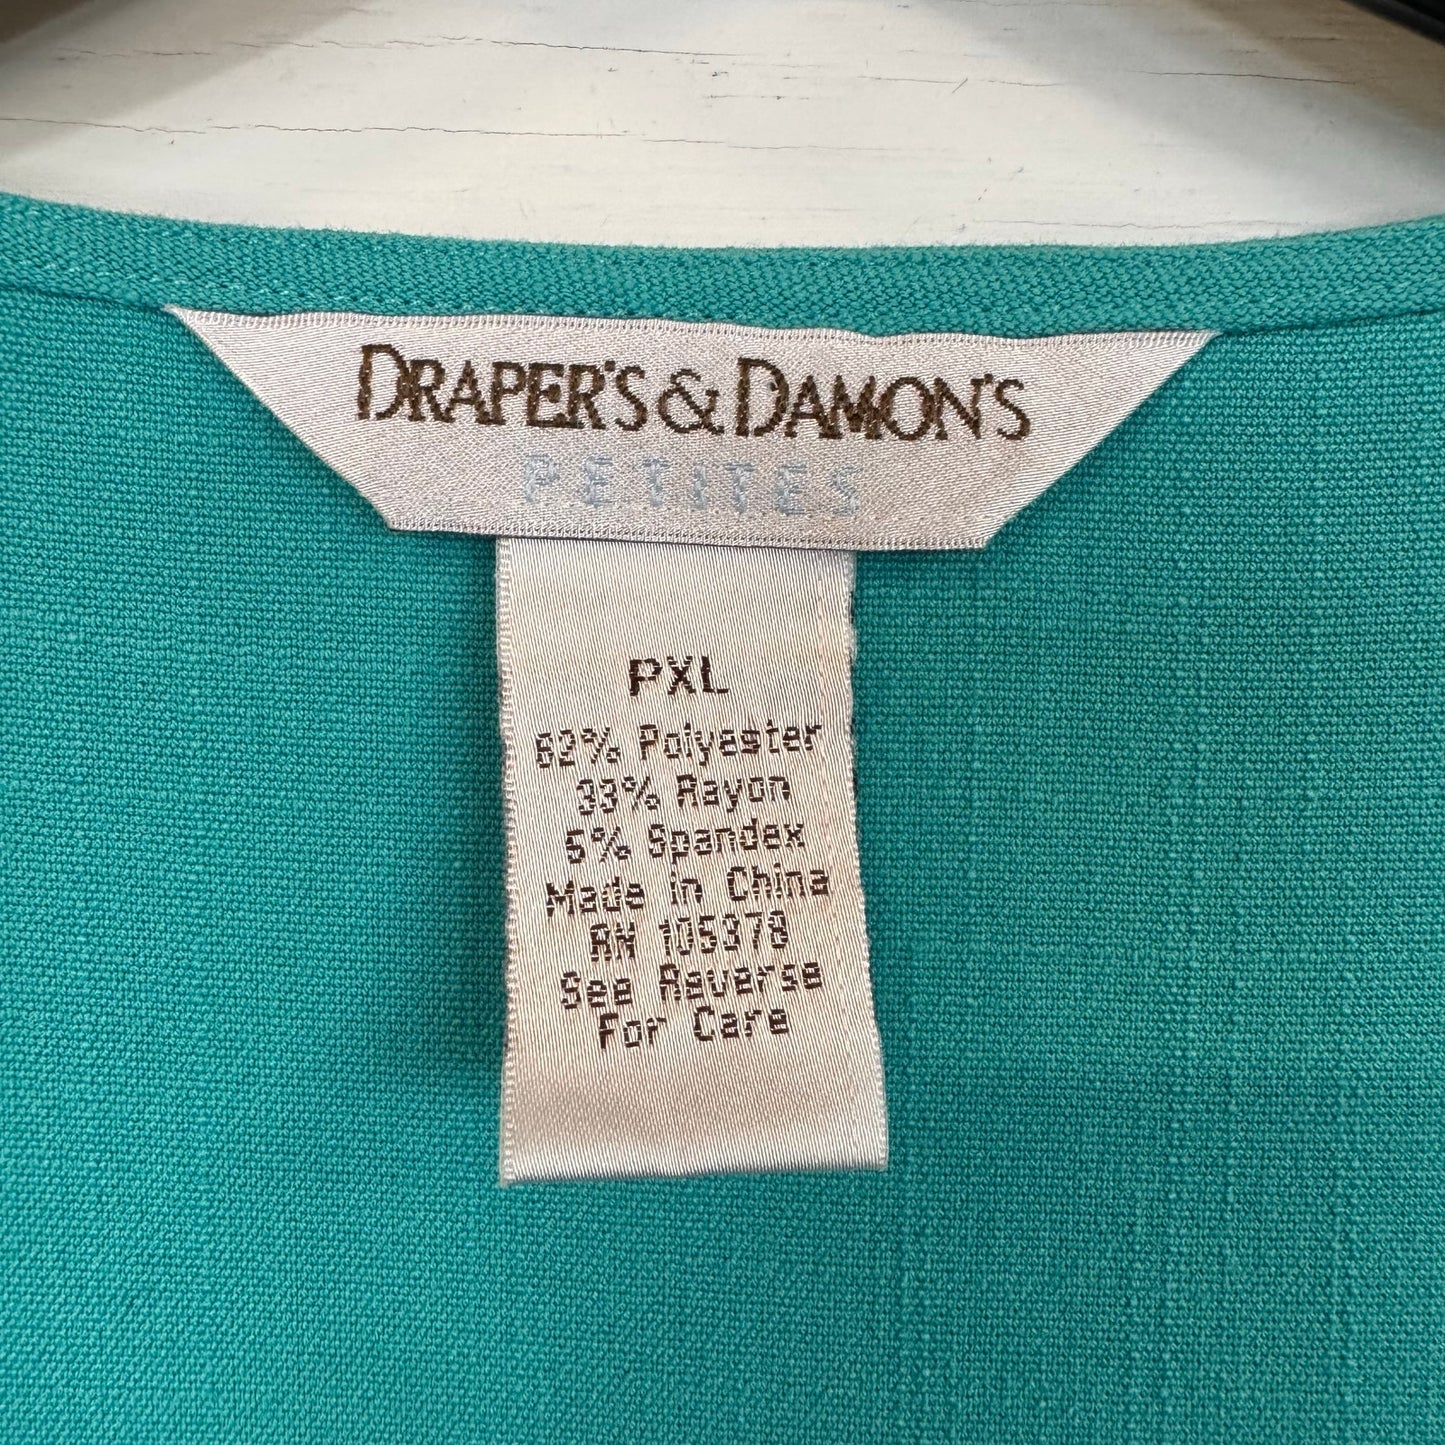 DRAPER'S & DAMON'S
PETITES
PXL
62% Polyester
33% Rayon
5% Spandex
Made in China
RN 105378
See Reverse
For Care